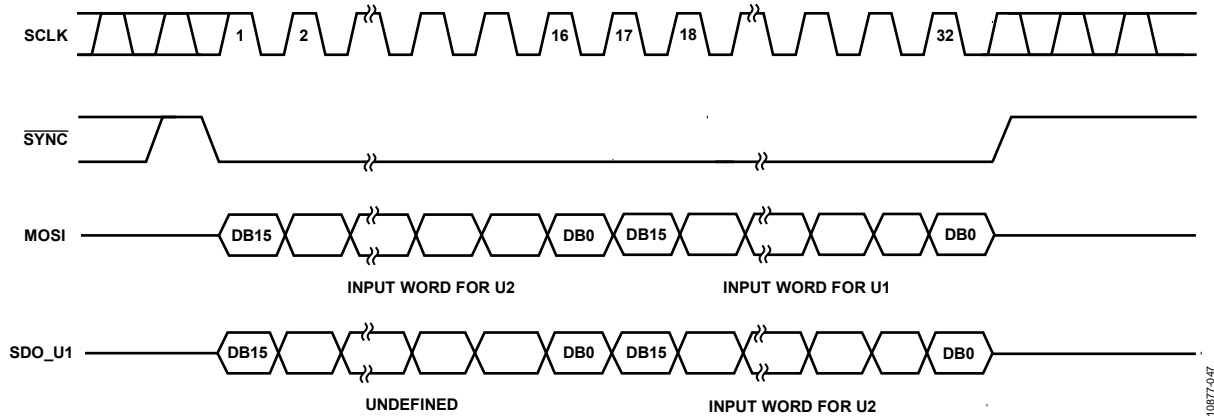 SCLK 1 2 16 17 18 32
SYNC
MOSI DB15 DB0 DB15 DB0
INPUT WORD FOR U2 INPUT WORD FOR U1
SDO_U1 DB15 DB0 DB15 DB0
UNDEFINED INPUT WORD FOR U2
10877-047